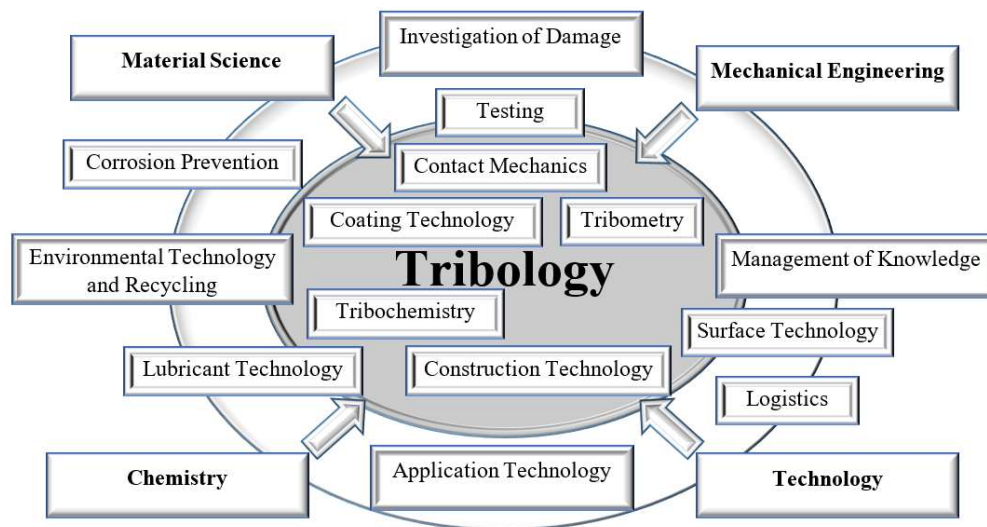 Investigation of Damage
Material Science
Mechanical Engineering
Testing
Corrosion Prevention
Contact Mechanics
Coating Technology
Tribometry
Tribology
Environmental Technology
and Recycling
Management of Knowledge
Tribochemistry
Surface Technology
Lubricant Technology
Construction Technology
Logistics
Chemistry
Application Technology
Technology